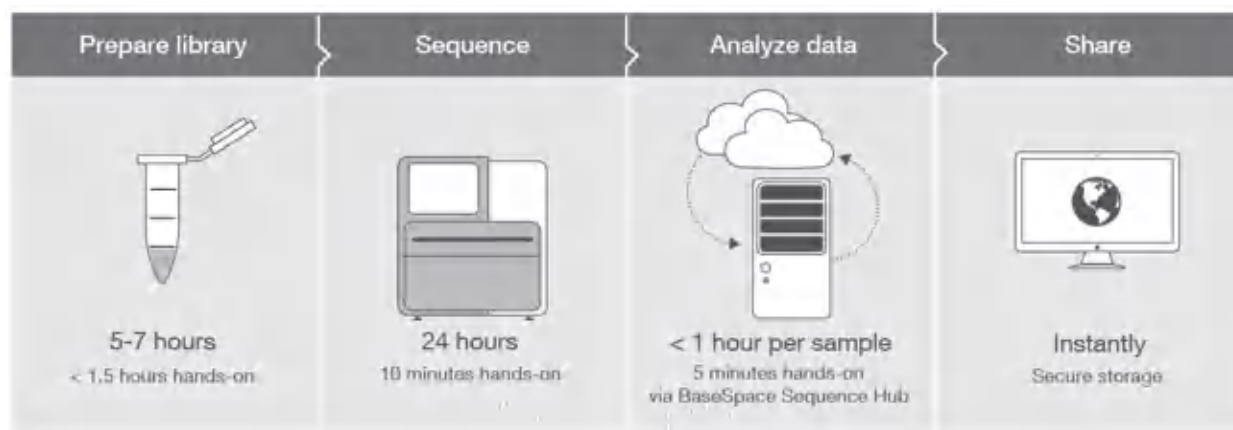 Prepare library
Sequence
Analyze data
Share
5-7 hours
< 1.5 hours hands-on
24 hours
10 minutes hands-on
< 1 hour per sample
5 minutes hands-on
via BaseSpace Sequence Hub
Instantly
Secure storage